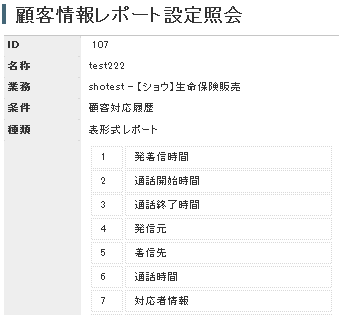 顧客情報レポート設定照会
ID 107
名称 test222
業務 shotest－【ショウ】生命保険販売
条件 顧客対応履歴
種類 表形式レポート
1 発着信時間
2 通話開始時間
3 通話終了時間
4 発信元
5 着信先
6 通話時間
7 対応者情報